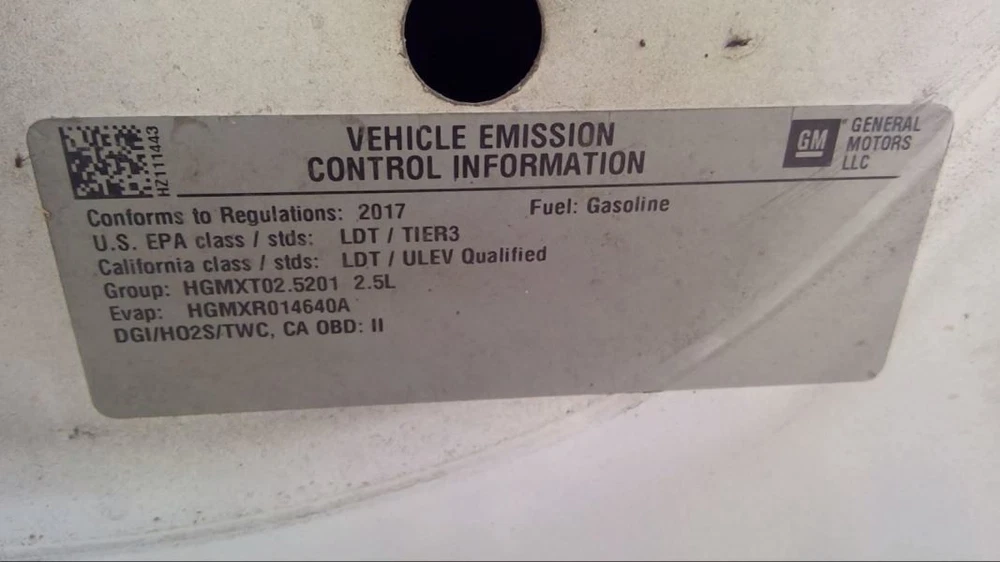 HZ111443
VEHICLE EMISSION
CONTROL INFORMATION
GM
GENERAL
MOTORS
LLC
Conforms to Regulations: 2017
Fuel: Gasoline
U.S. EPA class / stds: LDT / TIER3
California class / stds: LDT / ULEV Qualified
Group: HGMXT02.5201 2.5L
Evap: HGMXR014640A
DGI/HO2S/TWC, CA OBD: II